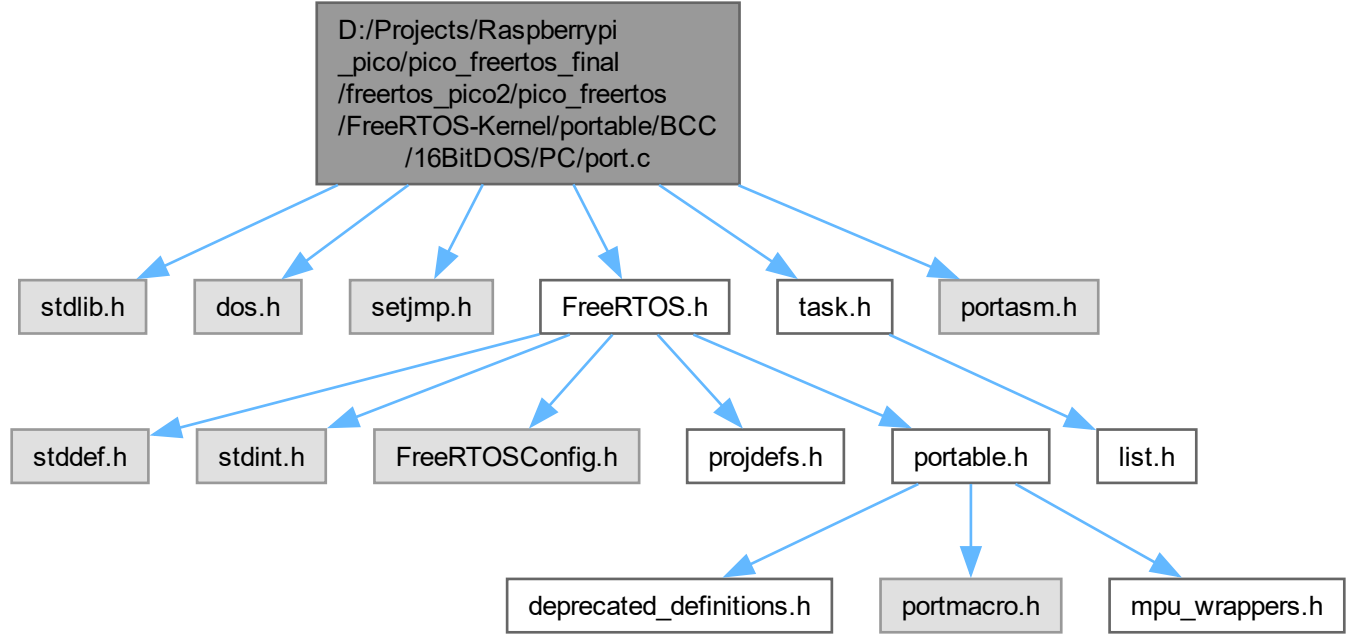 D:/Projects/Raspberrypi
_pico/pico_freertos_final
/freertos_pico2/pico_freertos
/FreeRTOS-Kernel/portable/BCC
/16BitDOS/PC/port.c
stdlib.h
dos.h
setjmp.h
FreeRTOS.h
task.h
portasm.h
stddef.h
stdint.h
FreeRTOSConfig.h
projdefs.h
portable.h
list.h
deprecated_definitions.h
portmacro.h
mpu_wrappers.h